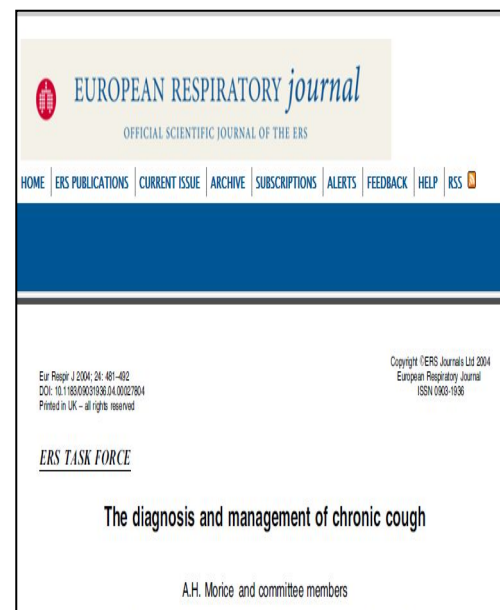 EUROPEAN RESPIRATORY journal
OFFICIAL SCIENTIFIC JOURNAL OF THE ERS
HOME ERS PUBLICATIONS CURRENT ISSUE ARCHIVE SUBSCRIPTIONS ALERTS FEEDBACK HELP RSS
Eur Respir J 2004; 24: 481–492
DOI: 10.1183/09031936.04.00027804
Printed in UK – all rights reserved
Copyright ©ERS Journals Ltd 2004
European Respiratory Journal
ISSN 0903-1936
ERS TASK FORCE
The diagnosis and management of chronic cough
A.H. Morice and committee members